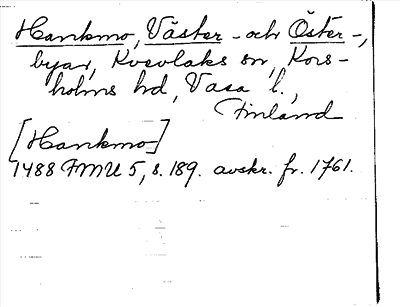 Hankmo, Väster- och Öster-,
byar, Kvevlaks sn, Kors-
holms hd, Vasa l.,
Finland
[Hankmo]
1488 FMU 5, s. 189. avskr. fr. 1761.